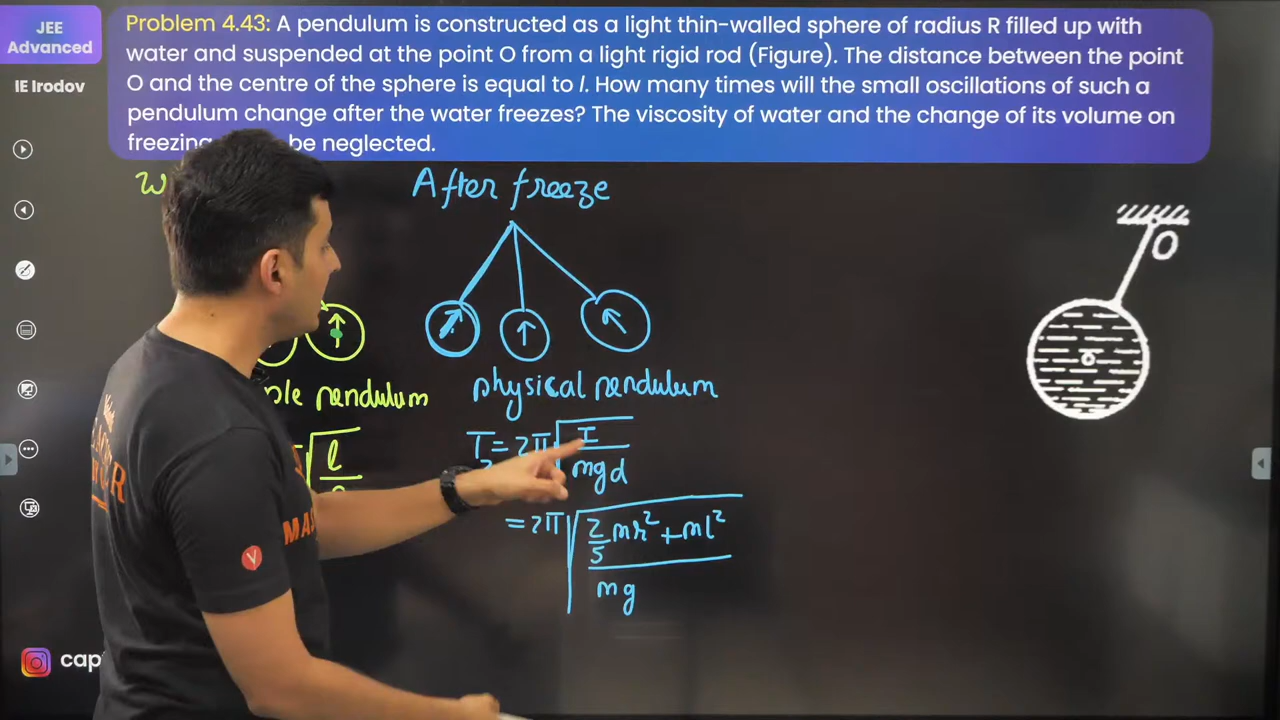 JEE
Advanced
IE Irodov
Problem 4.43: A pendulum is constructed as a light thin-walled sphere of radius R filled up with
water and suspended at the point O from a light rigid rod (Figure). The distance between the point
O and the centre of the sphere is equal to l. How many times will the small oscillations of such a
pendulum change after the water freezes? The viscosity of water and the change of its volume on
be neglected.
After freeze
O
pendulum
physical pendulum
√l
T₂ = 2π√I/mgd
= 2π√(2/5 mr² + ml²)/mg